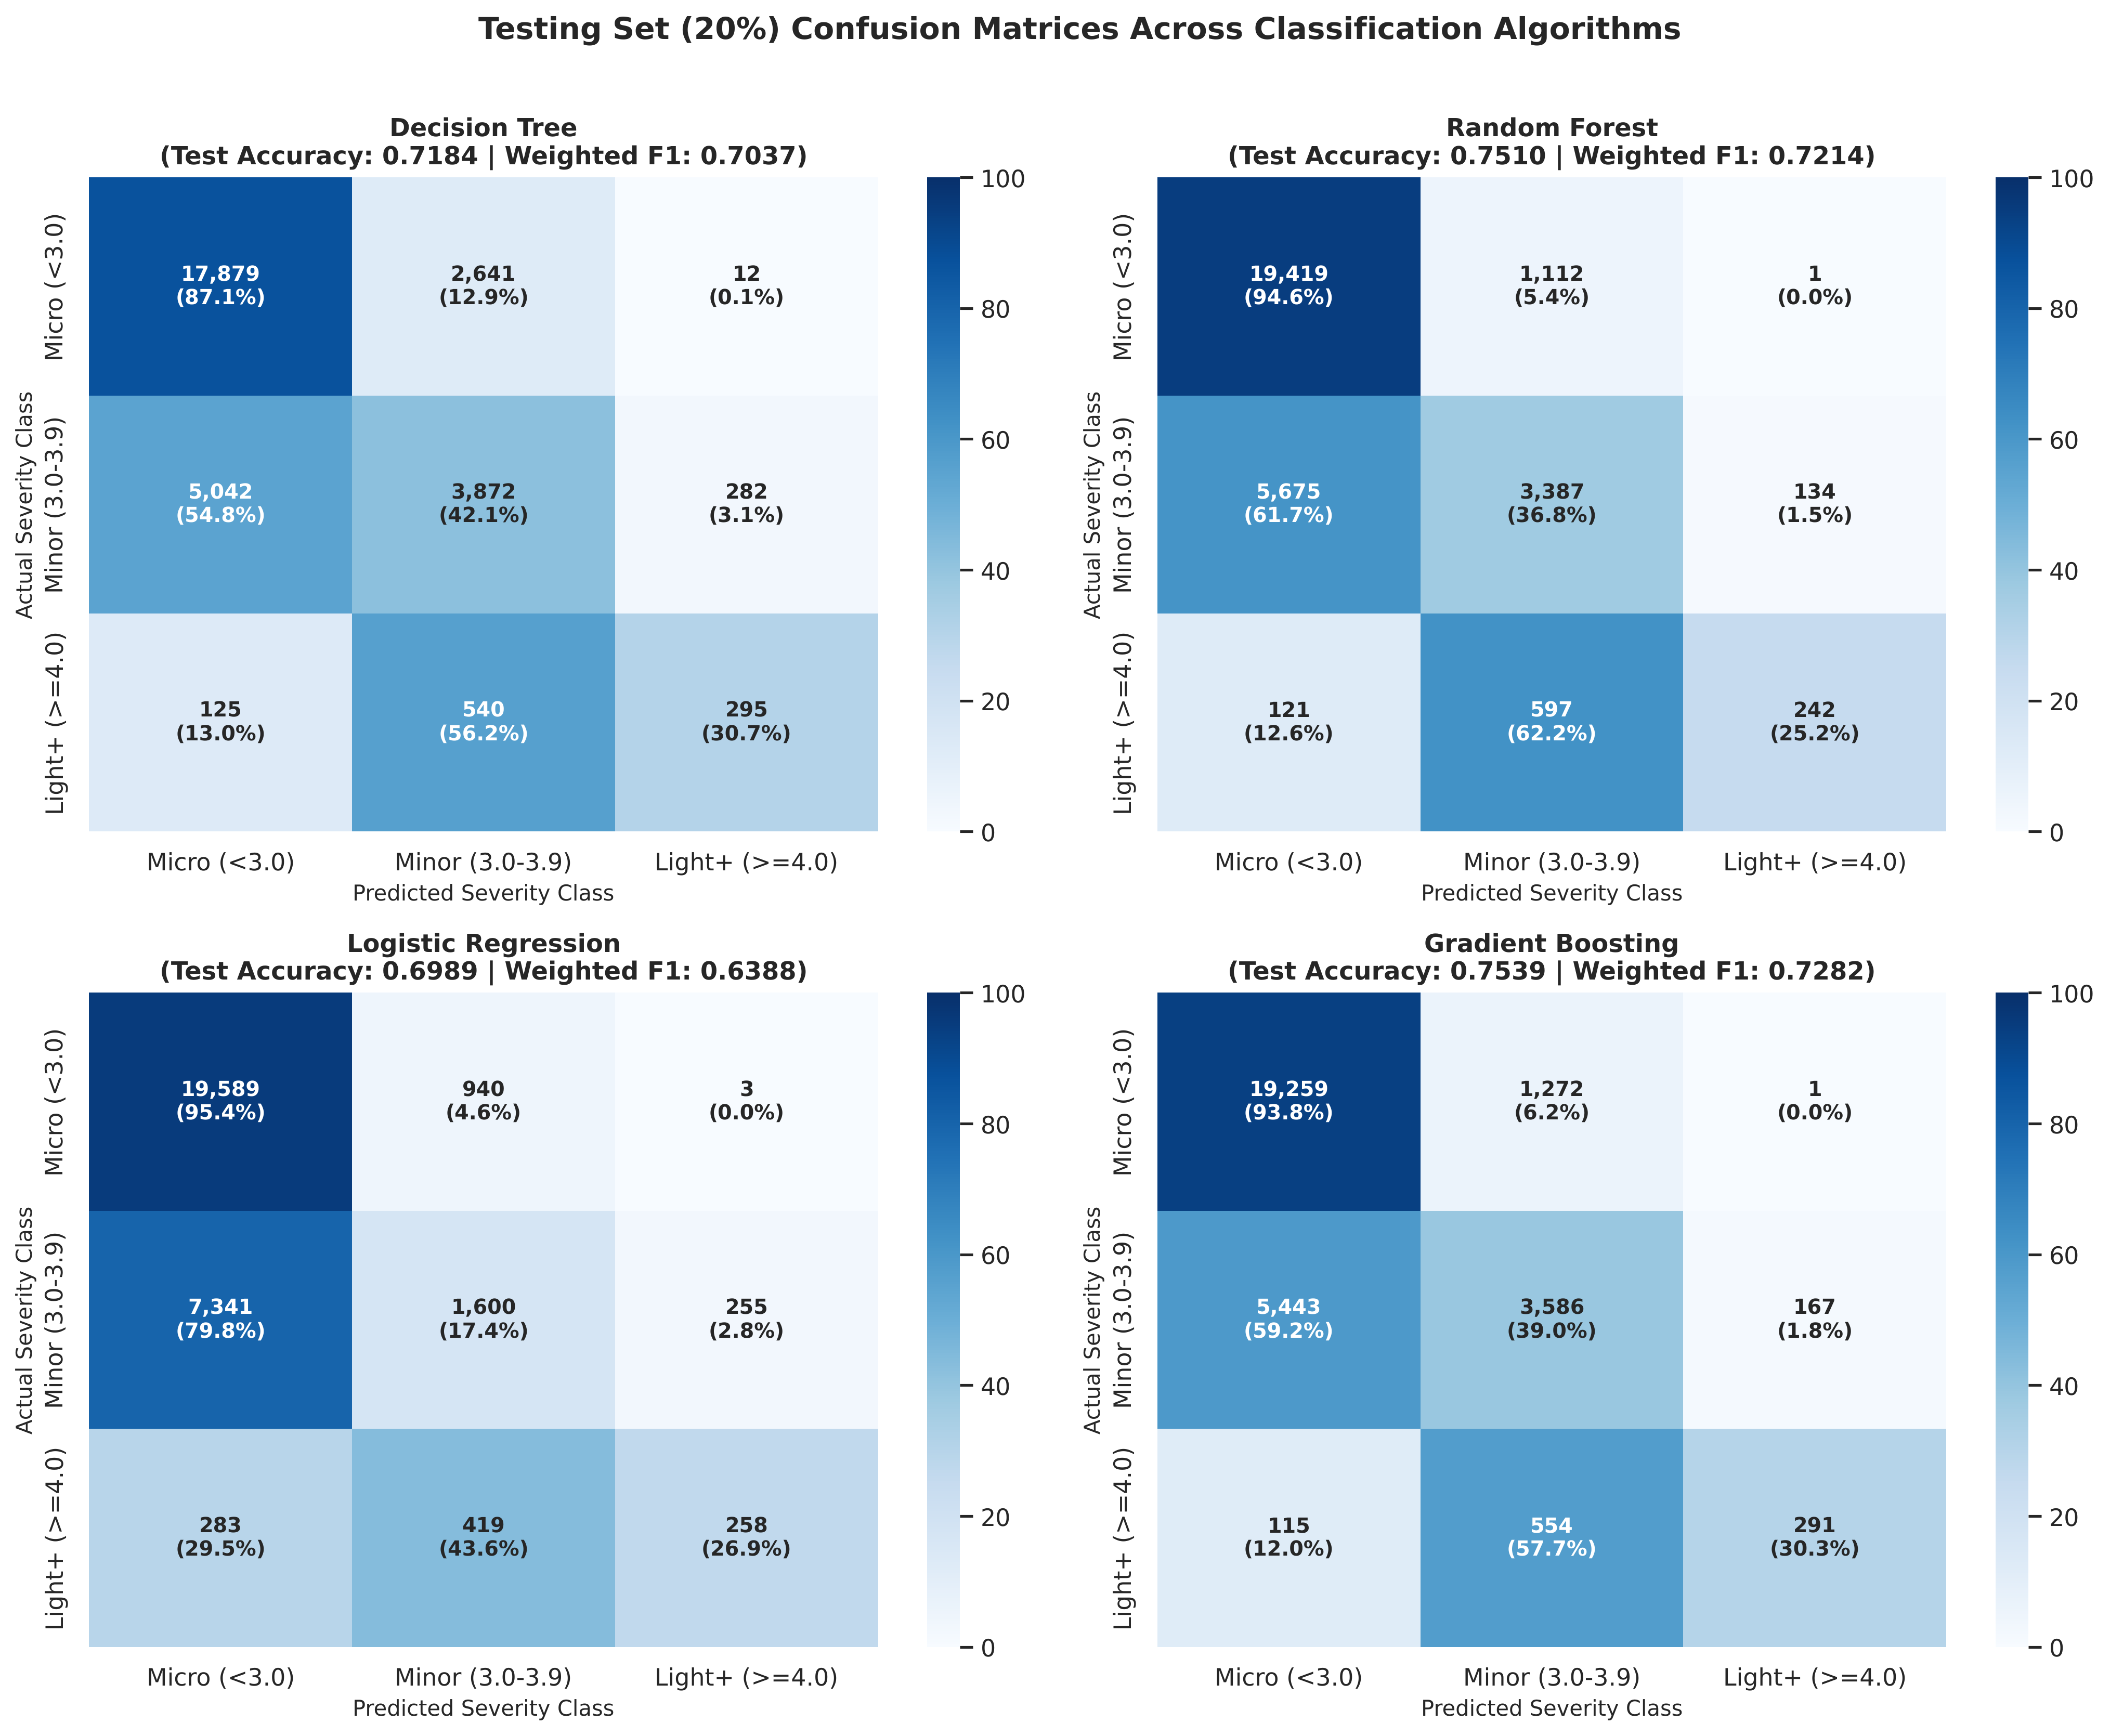 Testing Set (20%) Confusion Matrices Across Classification Algorithms
Decision Tree
(Test Accuracy: 0.7184 | Weighted F1: 0.7037)
Actual Severity Class
Micro (<3.0)
Minor (3.0-3.9)
Light+ (>=4.0)
17,879
(87.1%)
2,641
(12.9%)
12
(0.1%)
5,042
(54.8%)
3,872
(42.1%)
282
(3.1%)
125
(13.0%)
540
(56.2%)
295
(30.7%)
100
80
60
40
20
0
Micro (<3.0)
Minor (3.0-3.9)
Light+ (>=4.0)
Predicted Severity Class
Random Forest
(Test Accuracy: 0.7510 | Weighted F1: 0.7214)
Actual Severity Class
Micro (<3.0)
Minor (3.0-3.9)
Light+ (>=4.0)
19,419
(94.6%)
1,112
(5.4%)
1
(0.0%)
5,675
(61.7%)
3,387
(36.8%)
134
(1.5%)
121
(12.6%)
597
(62.2%)
242
(25.2%)
100
80
60
40
20
0
Micro (<3.0)
Minor (3.0-3.9)
Light+ (>=4.0)
Predicted Severity Class
Logistic Regression
(Test Accuracy: 0.6989 | Weighted F1: 0.6388)
Actual Severity Class
Micro (<3.0)
Minor (3.0-3.9)
Light+ (>=4.0)
19,589
(95.4%)
940
(4.6%)
3
(0.0%)
7,341
(79.8%)
1,600
(17.4%)
255
(2.8%)
283
(29.5%)
419
(43.6%)
258
(26.9%)
100
80
60
40
20
0
Micro (<3.0)
Minor (3.0-3.9)
Light+ (>=4.0)
Predicted Severity Class
Gradient Boosting
(Test Accuracy: 0.7539 | Weighted F1: 0.7282)
Actual Severity Class
Micro (<3.0)
Minor (3.0-3.9)
Light+ (>=4.0)
19,259
(93.8%)
1,272
(6.2%)
1
(0.0%)
5,443
(59.2%)
3,586
(39.0%)
167
(1.8%)
115
(12.0%)
554
(57.7%)
291
(30.3%)
100
80
60
40
20
0
Micro (<3.0)
Minor (3.0-3.9)
Light+ (>=4.0)
Predicted Severity Class